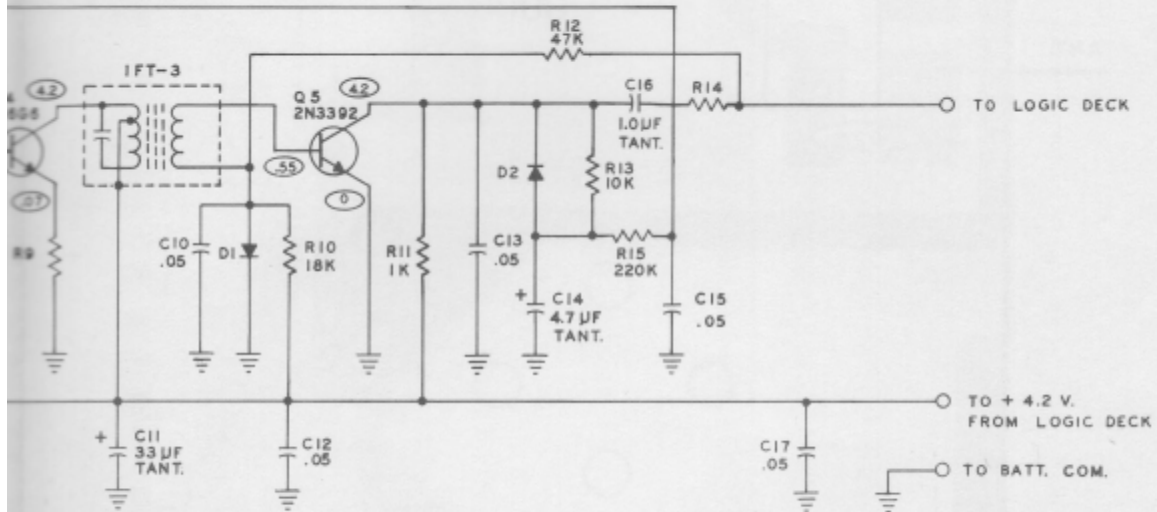 R12
47K
1FT-3
4.2
Q5
2N3392
4.2
C16
1.0µF
TANT.
R14
TO LOGIC DECK
.55
0
.07
R9
C10
.05
D1
R10
18K
R11
1K
C13
.05
D2
R13
10K
R15
220K
C14
4.7µF
TANT.
+
C15
.05
TO + 4.2 V.
FROM LOGIC DECK
+
C11
33µF
TANT.
C12
.05
C17
.05
TO BATT. COM.